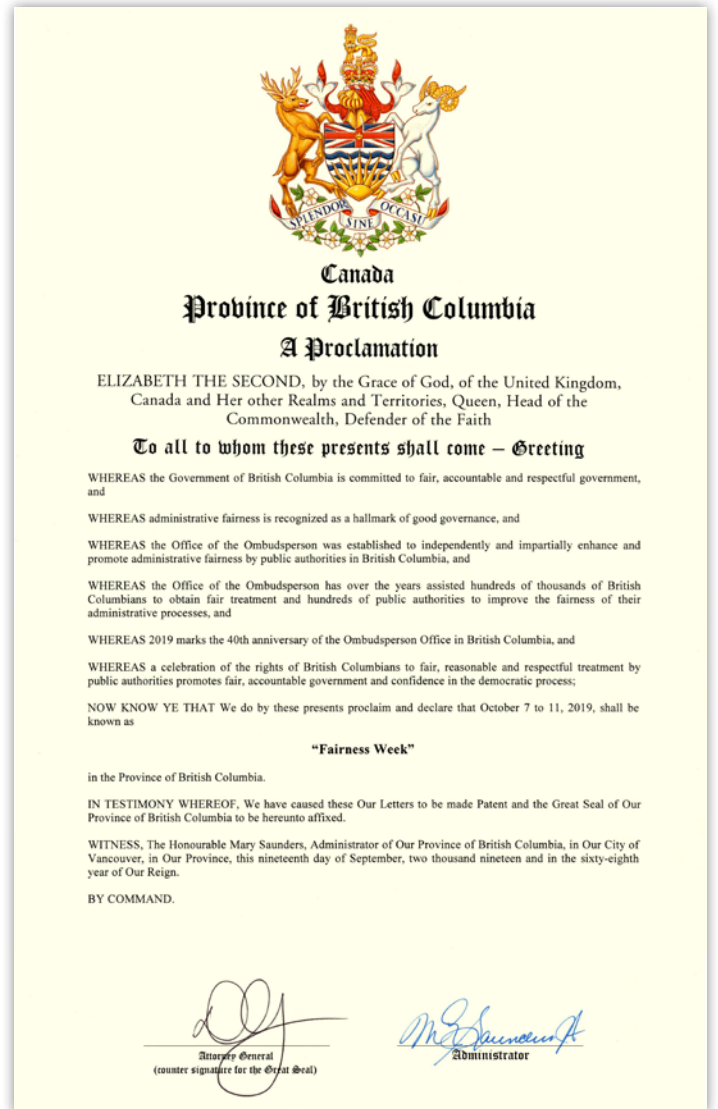 SPLENDOR SINE OCCASU
Canada
Province of British Columbia
A Proclamation
ELIZABETH THE SECOND, by the Grace of God, of the United Kingdom,
Canada and Her other Realms and Territories, Queen, Head of the
Commonwealth, Defender of the Faith
To all to whom these presents shall come – Greeting
WHEREAS the Government of British Columbia is committed to fair, accountable and respectful government,
and
WHEREAS administrative fairness is recognized as a hallmark of good governance, and
WHEREAS the Office of the Ombudsperson was established to independently and impartially enhance and
promote administrative fairness by public authorities in British Columbia, and
WHEREAS the Office of the Ombudsperson has over the years assisted hundreds of thousands of British
Columbians to obtain fair treatment and hundreds of public authorities to improve the fairness of their
administrative processes, and
WHEREAS 2019 marks the 40th anniversary of the Ombudsperson Office in British Columbia, and
WHEREAS a celebration of the rights of British Columbians to fair, reasonable and respectful treatment by
public authorities promotes fair, accountable government and confidence in the democratic process;
NOW KNOW YE THAT We do by these presents proclaim and declare that October 7 to 11, 2019, shall be
known as
“Fairness Week”
in the Province of British Columbia.
IN TESTIMONY WHEREOF, We have caused these Our Letters to be made Patent and the Great Seal of Our
Province of British Columbia to be hereunto affixed.
WITNESS, The Honourable Mary Saunders, Administrator of Our Province of British Columbia, in Our City of
Vancouver, in Our Province, this nineteenth day of September, two thousand nineteen and in the sixty-eighth
year of Our Reign.
BY COMMAND.
Attorney General
(counter signature for the Great Seal)
Administrator